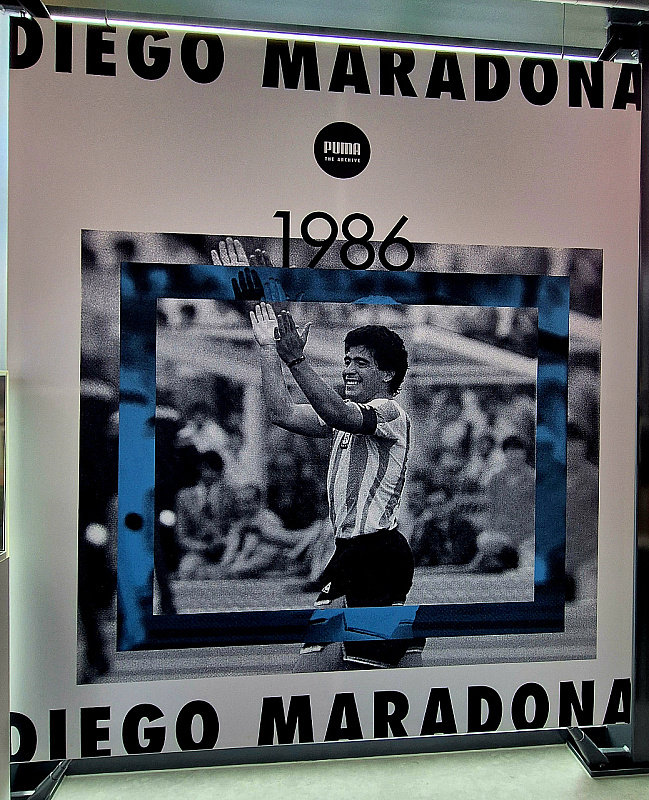 DIEGO MARADONA
PUMA
THE ARCHIVE
1986
DIEGO MARADONA